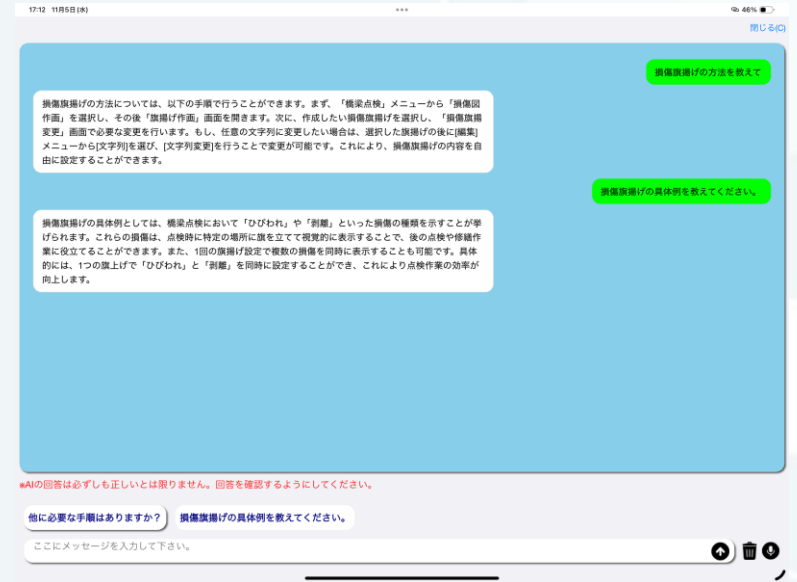 17:12 11月5日(水)
46%
閉じる(C)
損傷旗揚げの方法を教えて
損傷旗揚げの方法については、以下の手順で行うことができます。まず、「橋梁点検」メニューから「損傷図
作画」を選択し、その後「旗揚げ作画」画面を開きます。次に、作成したい損傷旗揚げを選択し、「損傷旗揚
変更」画面で必要な変更を行います。もし、任意の文字列に変更したい場合は、選択した旗揚げの後に[編集]
メニューから[文字列]を選び、[文字列変更]を行うことで変更が可能です。これにより、損傷旗揚げの内容を自
由に設定することができます。
損傷旗揚げの具体例を教えてください。
損傷旗揚げの具体例としては、橋梁点検において「ひびわれ」や「剥離」といった損傷の種類を示すことが挙
げられます。これらの損傷は、点検時に特定の場所に旗を立てて視覚的に表示することで、後の点検や修繕作
業に役立てることができます。また、1回の旗揚げ設定で複数の損傷を同時に表示することも可能です。具体
的には、1つの旗上げで「ひびわれ」と「剥離」を同時に設定することができ、これにより点検作業の効率が
向上します。
※AIの回答は必ずしも正しいとは限りません。回答を確認するようにしてください。
他に必要な手順はありますか？ 損傷旗揚げの具体例を教えてください。
ここにメッセージを入力して下さい。